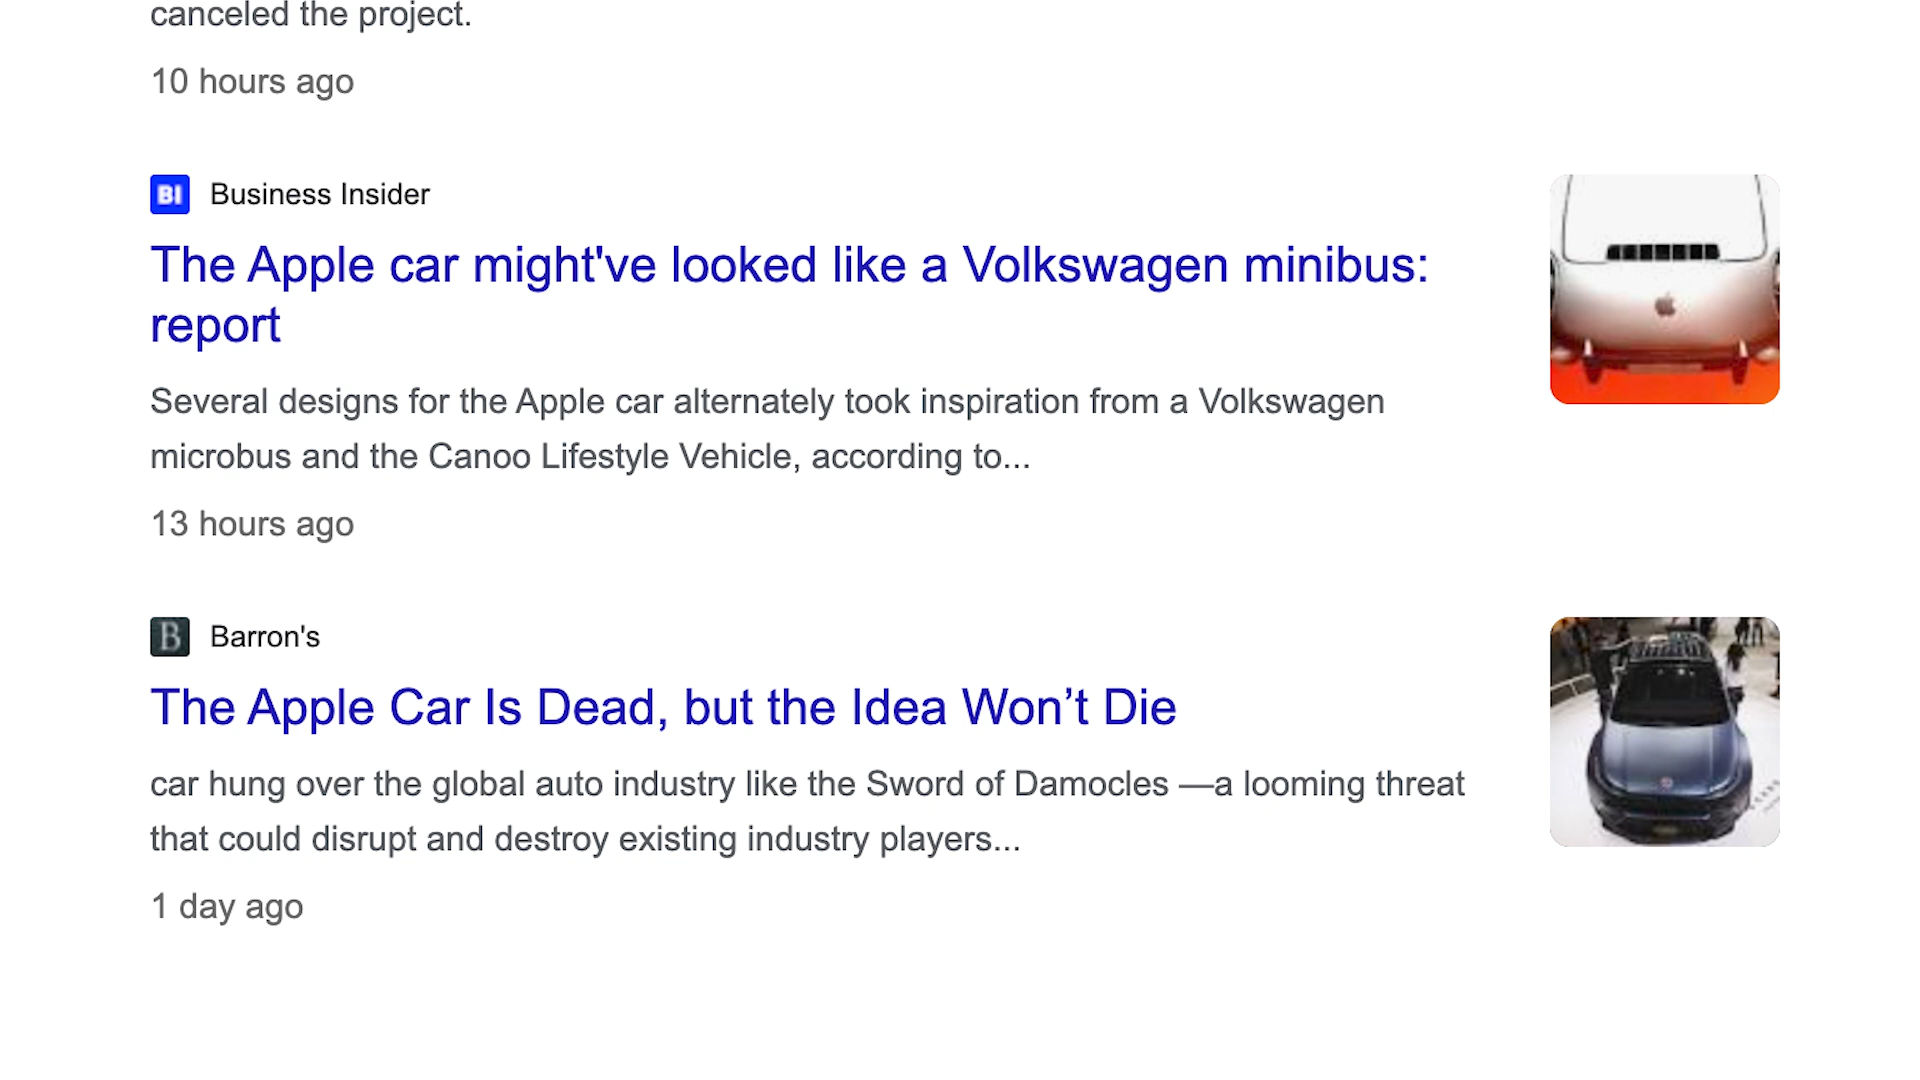 canceled the project.
10 hours ago
BI Business Insider
The Apple car might've looked like a Volkswagen minibus:
report
Several designs for the Apple car alternately took inspiration from a Volkswagen
microbus and the Canoo Lifestyle Vehicle, according to...
13 hours ago
B Barron's
The Apple Car Is Dead, but the Idea Won’t Die
car hung over the global auto industry like the Sword of Damocles —a looming threat
that could disrupt and destroy existing industry players...
1 day ago